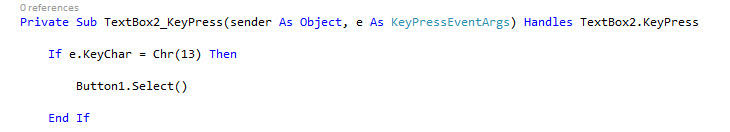 0 references
Private Sub TextBox2_KeyPress(sender As Object, e As KeyPressEventArgs) Handles TextBox2.KeyPress
If e.KeyChar = Chr(13) Then
Button1.Select()
End If